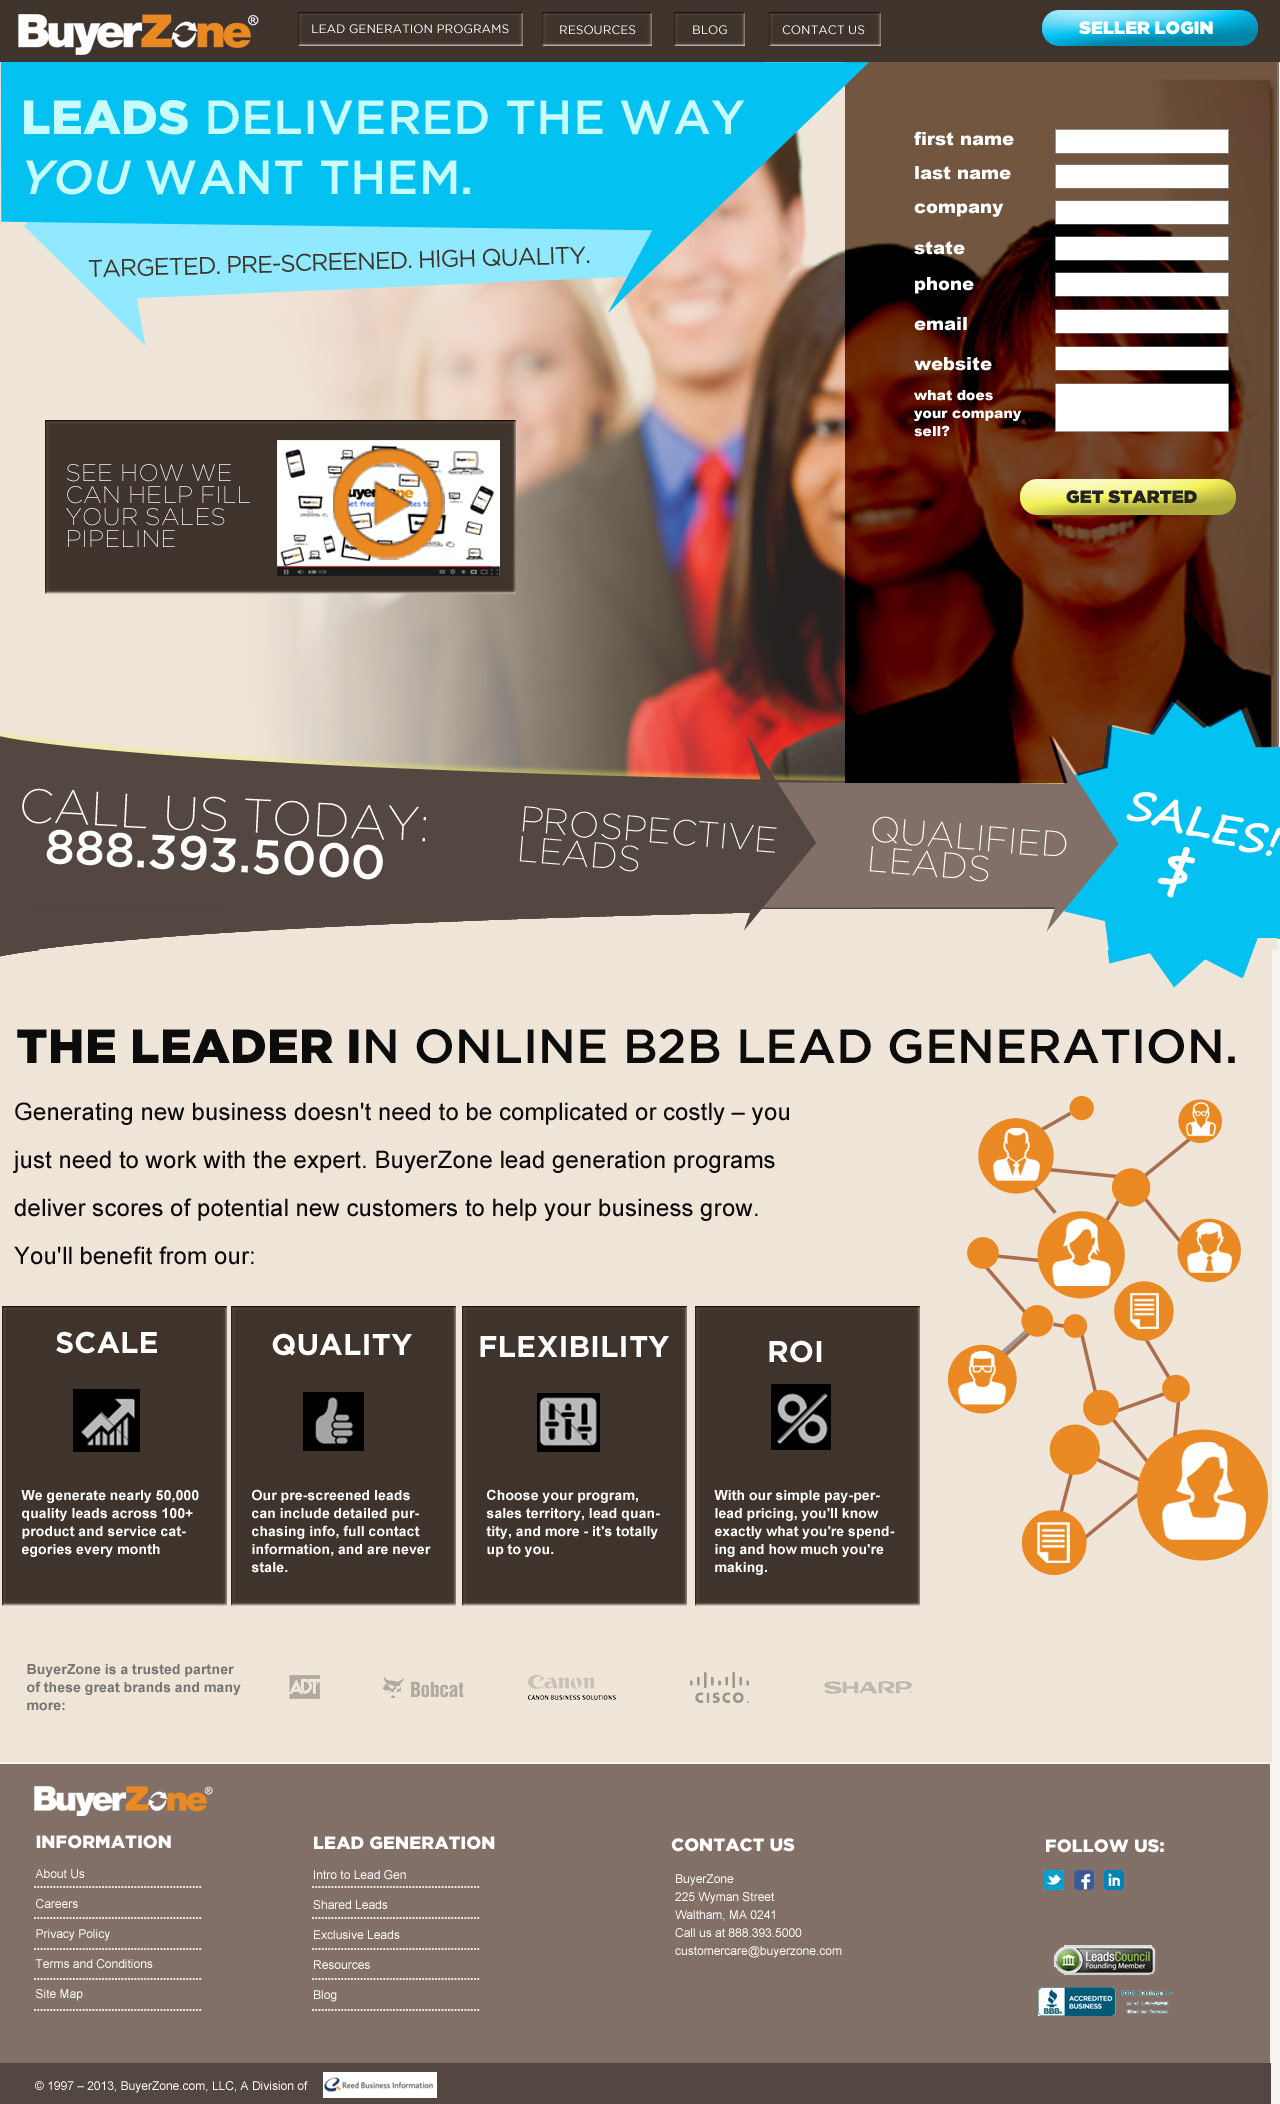 BuyerZone®
LEAD GENERATION PROGRAMS
RESOURCES
BLOG
CONTACT US
SELLER LOGIN
LEADS DELIVERED THE WAY
YOU WANT THEM.
TARGETED. PRE-SCREENED. HIGH QUALITY.
first name
last name
company
state
phone
email
website
what does
your company
sell?
GET STARTED
SEE HOW WE
CAN HELP FILL
YOUR SALES
PIPELINE
CALL US TODAY:
888.393.5000
PROSPECTIVE
LEADS
QUALIFIED
LEADS
SALES!
$
THE LEADER IN ONLINE B2B LEAD GENERATION.
Generating new business doesn't need to be complicated or costly – you
just need to work with the expert. BuyerZone lead generation programs
deliver scores of potential new customers to help your business grow.
You'll benefit from our:
SCALE
We generate nearly 50,000
quality leads across 100+
product and service cat-
egories every month
QUALITY
Our pre-screened leads
can include detailed pur-
chasing info, full contact
information, and are never
stale.
FLEXIBILITY
Choose your program,
sales territory, lead quan-
tity, and more - it's totally
up to you.
ROI
With our simple pay-per-
lead pricing, you'll know
exactly what you're spend-
ing and how much you're
making.
BuyerZone is a trusted partner
of these great brands and many
more:
ADT
Bobcat
Canon
CANON BUSINESS SOLUTIONS
CISCO.
SHARP
BuyerZone®
INFORMATION
About Us
Careers
Privacy Policy
Terms and Conditions
Site Map
LEAD GENERATION
Intro to Lead Gen
Shared Leads
Exclusive Leads
Resources
Blog
CONTACT US
BuyerZone
225 Wyman Street
Waltham, MA 0241
Call us at 888.393.5000
customercare@buyerzone.com
FOLLOW US:
LeadsCouncil
Founding Member
BBB
ACCREDITED
BUSINESS
© 1997 – 2013, BuyerZone.com, LLC, A Division of
Reed Business Information